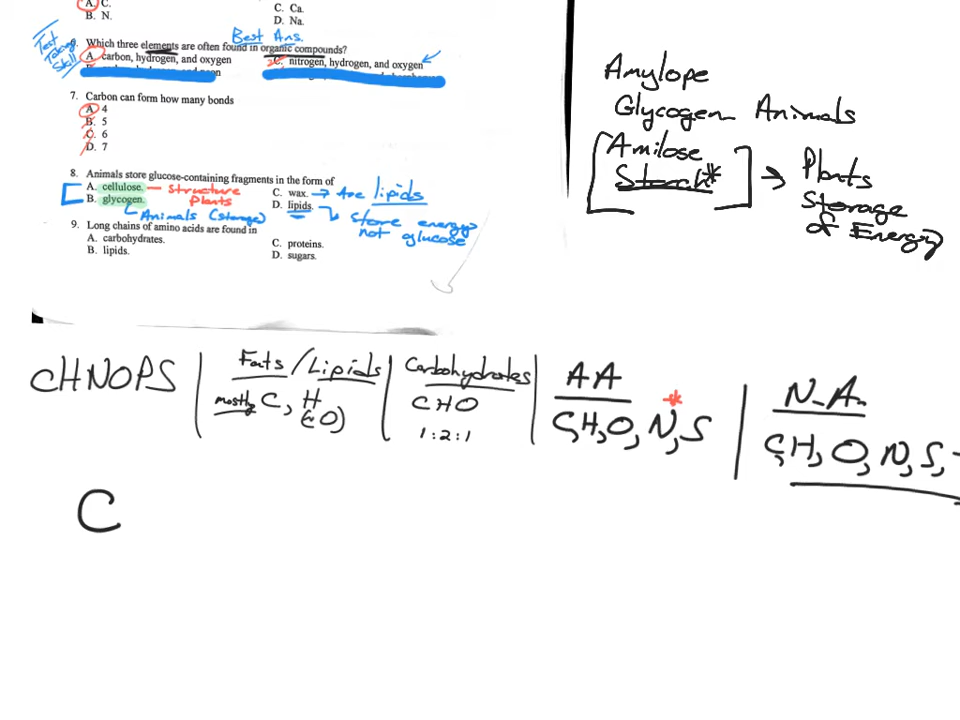 A. C.
B. N.
C. Ca.
D. Na.
Test
Taking
Skill
Best Ans.
Which three elements are often found in organic compounds?
A. carbon, hydrogen, and oxygen
C. nitrogen, hydrogen, and oxygen
7. Carbon can form how many bonds
A. 4
B. 5
C. 6
D. 7
8. Animals store glucose-containing fragments in the form of
A. cellulose. — Structure
Plants
B. glycogen.
Animals (storage)
C. wax. → Are lipids
D. lipids.
store energy
not glucose
9. Long chains of amino acids are found in
A. carbohydrates.
B. lipids.
C. proteins.
D. sugars.
Amylope
Glycogen Animals
[Amilose
Starch*] → Plants
Storage
of Energy
CHNOPS
Fats/Lipids
mostly C, H
(≈O)
Carbohydrates
CHO
1:2:1
AA
*
C,H,O,N,S
N.A.
C,H,O,N,S,
C